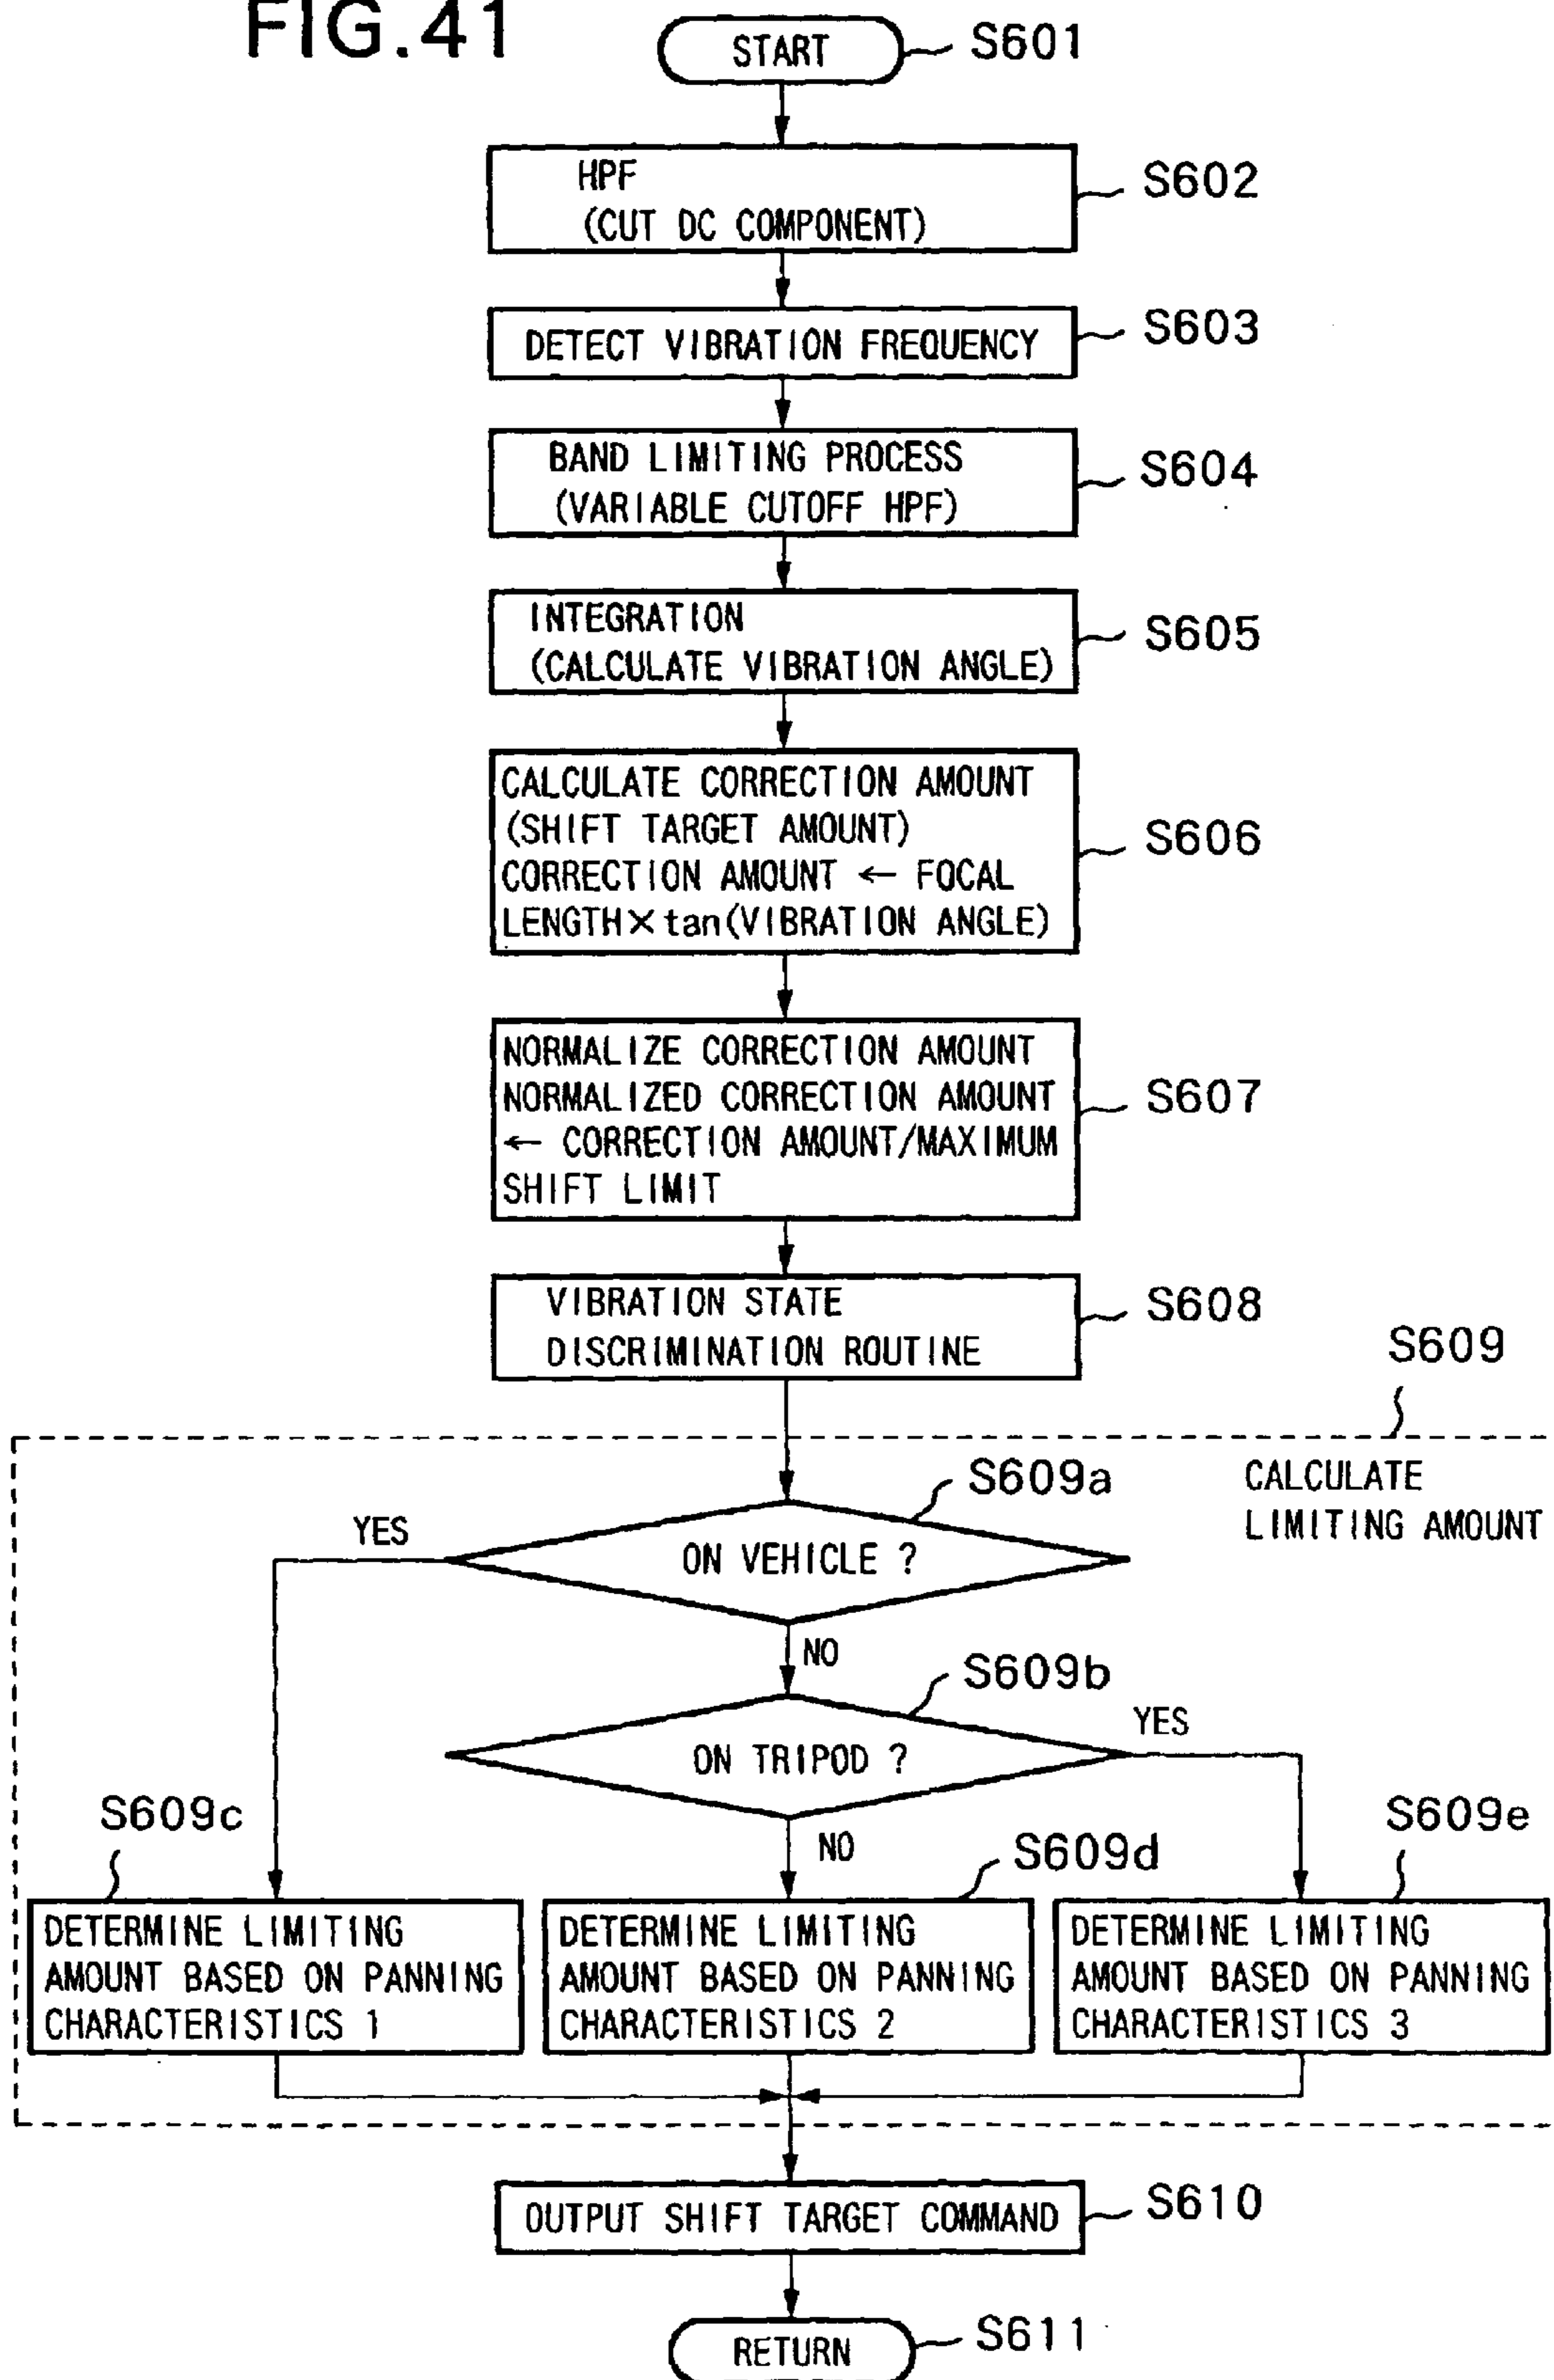 FIG.41
START
S601
HPF
(CUT DC COMPONENT)
S602
DETECT VIBRATION FREQUENCY
S603
BAND LIMITING PROCESS
(VARIABLE CUTOFF HPF)
S604
INTEGRATION
(CALCULATE VIBRATION ANGLE)
S605
CALCULATE CORRECTION AMOUNT
(SHIFT TARGET AMOUNT)
CORRECTION AMOUNT ← FOCAL
LENGTH×tan(VIBRATION ANGLE)
S606
NORMALIZE CORRECTION AMOUNT
NORMALIZED CORRECTION AMOUNT
← CORRECTION AMOUNT/MAXIMUM
SHIFT LIMIT
S607
VIBRATION STATE
DISCRIMINATION ROUTINE
S608
S609
CALCULATE
LIMITING AMOUNT
S609a
YES
ON VEHICLE ?
NO
S609b
YES
ON TRIPOD ?
NO
S609c
DETERMINE LIMITING
AMOUNT BASED ON PANNING
CHARACTERISTICS 1
S609d
DETERMINE LIMITING
AMOUNT BASED ON PANNING
CHARACTERISTICS 2
S609e
DETERMINE LIMITING
AMOUNT BASED ON PANNING
CHARACTERISTICS 3
OUTPUT SHIFT TARGET COMMAND
S610
RETURN
S611